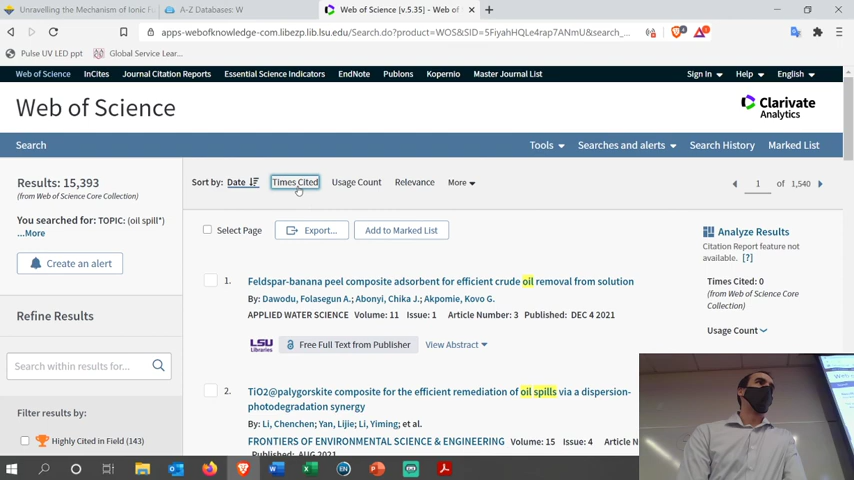 Unravelling the Mechanism of Ionic F
A-Z Databases: W
Web of Science [v.5.35] - Web of
apps-webofknowledge-com.libezp.lib.lsu.edu/Search.do?product=WOS&SID=5FiyahHQLe4rap7ANmU&search_...
Pulse UV LED ppt
Global Service Lear...
Web of Science
InCites
Journal Citation Reports
Essential Science Indicators
EndNote
Publons
Kopernio
Master Journal List
Sign In
Help
English
Web of Science
Clarivate
Analytics
Search
Tools
Searches and alerts
Search History
Marked List
Results: 15,393
(from Web of Science Core Collection)
You searched for: TOPIC: (oil spill*)
...More
Create an alert
Refine Results
Search within results for...
Filter results by:
Highly Cited in Field (143)
Sort by: Date Times Cited Usage Count Relevance More
1 of 1,540
Select Page
Export...
Add to Marked List
1. Feldspar-banana peel composite adsorbent for efficient crude oil removal from solution
By: Dawodu, Folasegun A.; Abonyi, Chika J.; Akpomie, Kovo G.
APPLIED WATER SCIENCE Volume: 11 Issue: 1 Article Number: 3 Published: DEC 4 2021
LSU
Libraries
Free Full Text from Publisher
View Abstract
2. TiO2@palygorskite composite for the efficient remediation of oil spills via a dispersion-
photodegradation synergy
By: Li, Chenchen; Yan, Lijie; Li, Yiming; et al.
FRONTIERS OF ENVIRONMENTAL SCIENCE & ENGINEERING Volume: 15 Issue: 4 Article N
Published: AUG 2021
Analyze Results
Citation Report feature not
available. [?]
Times Cited: 0
(from Web of Science Core
Collection)
Usage Count